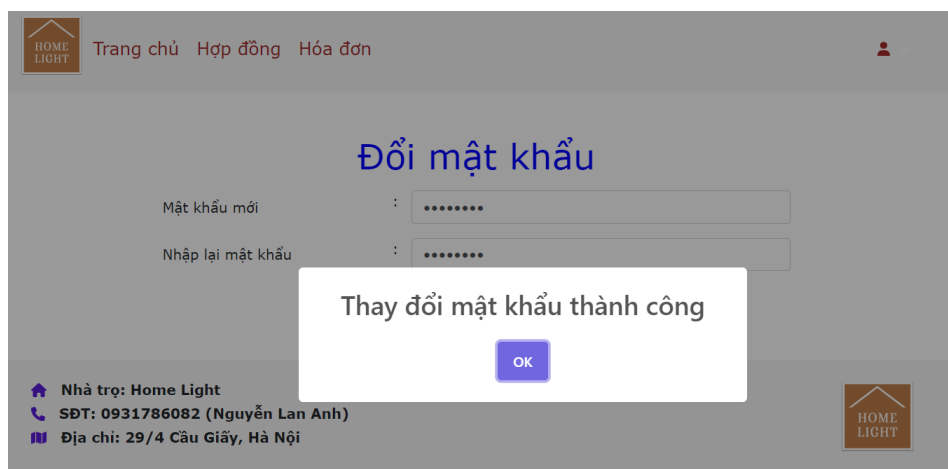 HOME
LIGHT
Trang chủ Hợp đồng Hóa đơn
Đổi mật khẩu
Mật khẩu mới : ••••••••
Nhập lại mật khẩu : ••••••••
Thay đổi mật khẩu thành công
OK
Nhà trọ: Home Light
SĐT: 0931786082 (Nguyễn Lan Anh)
Địa chỉ: 29/4 Cầu Giấy, Hà Nội
HOME
LIGHT